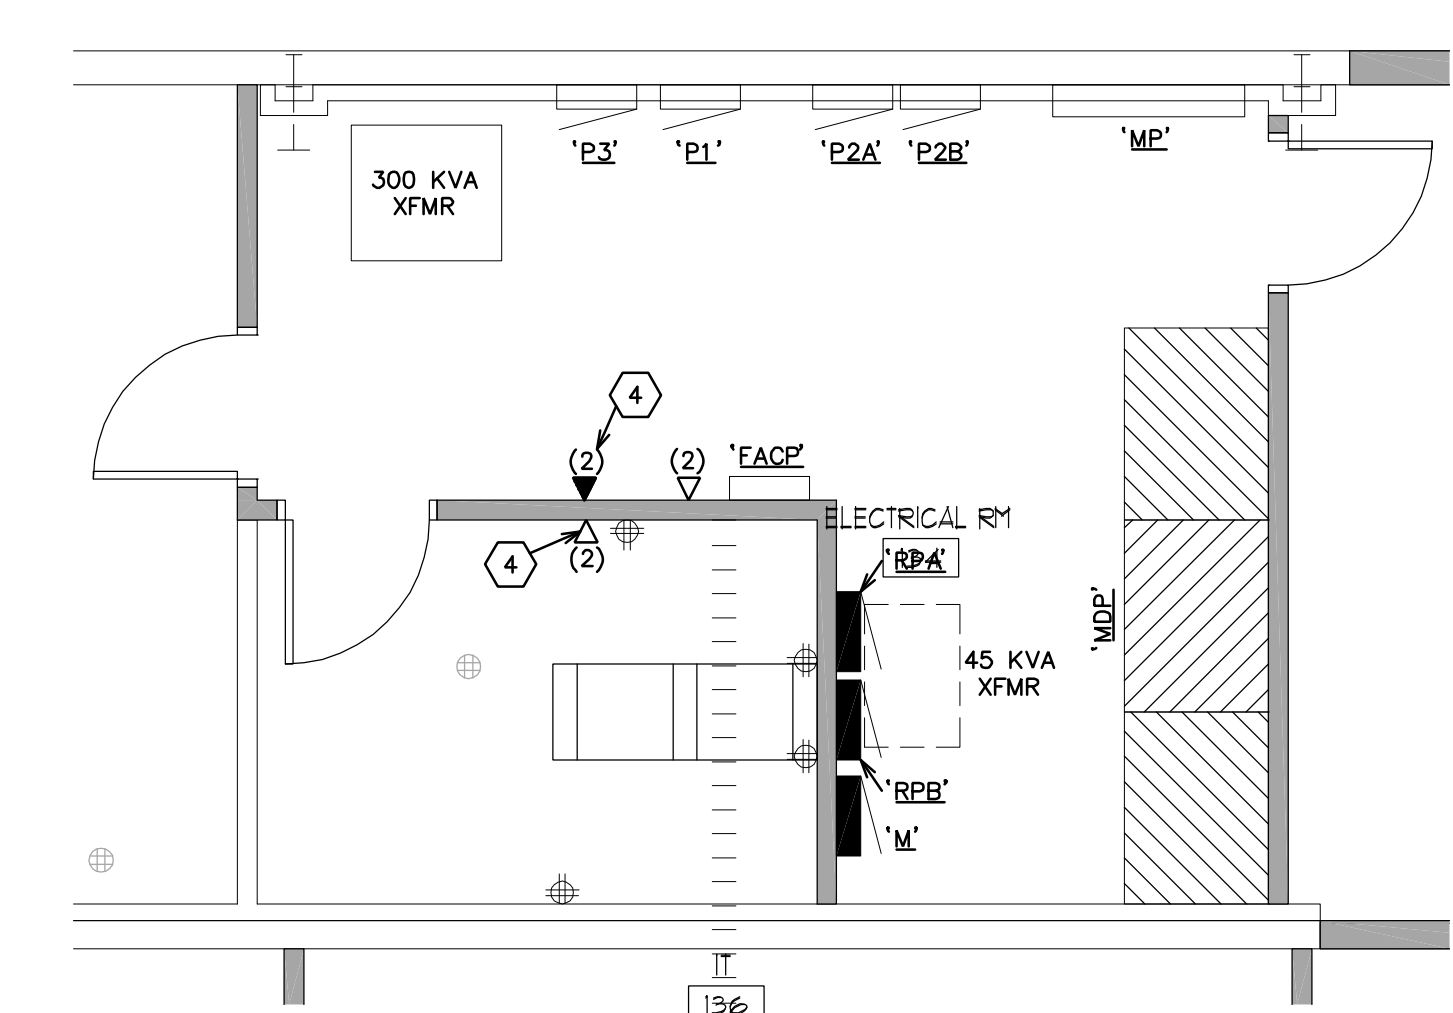 'P3'
'P1'
'P2A'
'P2B'
'MP'
300 KVA
XFMR
4
(2)
(2)
'FACP'
ELECTRICAL RM
4
(2)
'RPA'
'MDP'
45 KVA
XFMR
'RPB'
'M'
IT
136